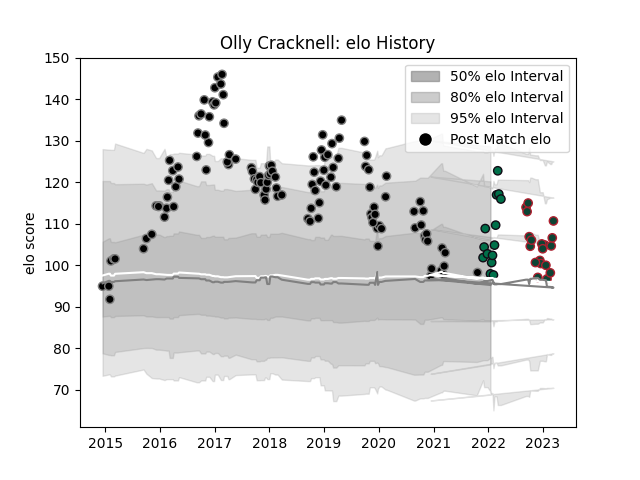 Olly Cracknell: elo History
50% elo Interval
80% elo Interval
95% elo Interval
Post Match elo
elo score
150
140
130
120
110
100
90
80
70
2015 2016 2017 2018 2019 2020 2021 2022 2023